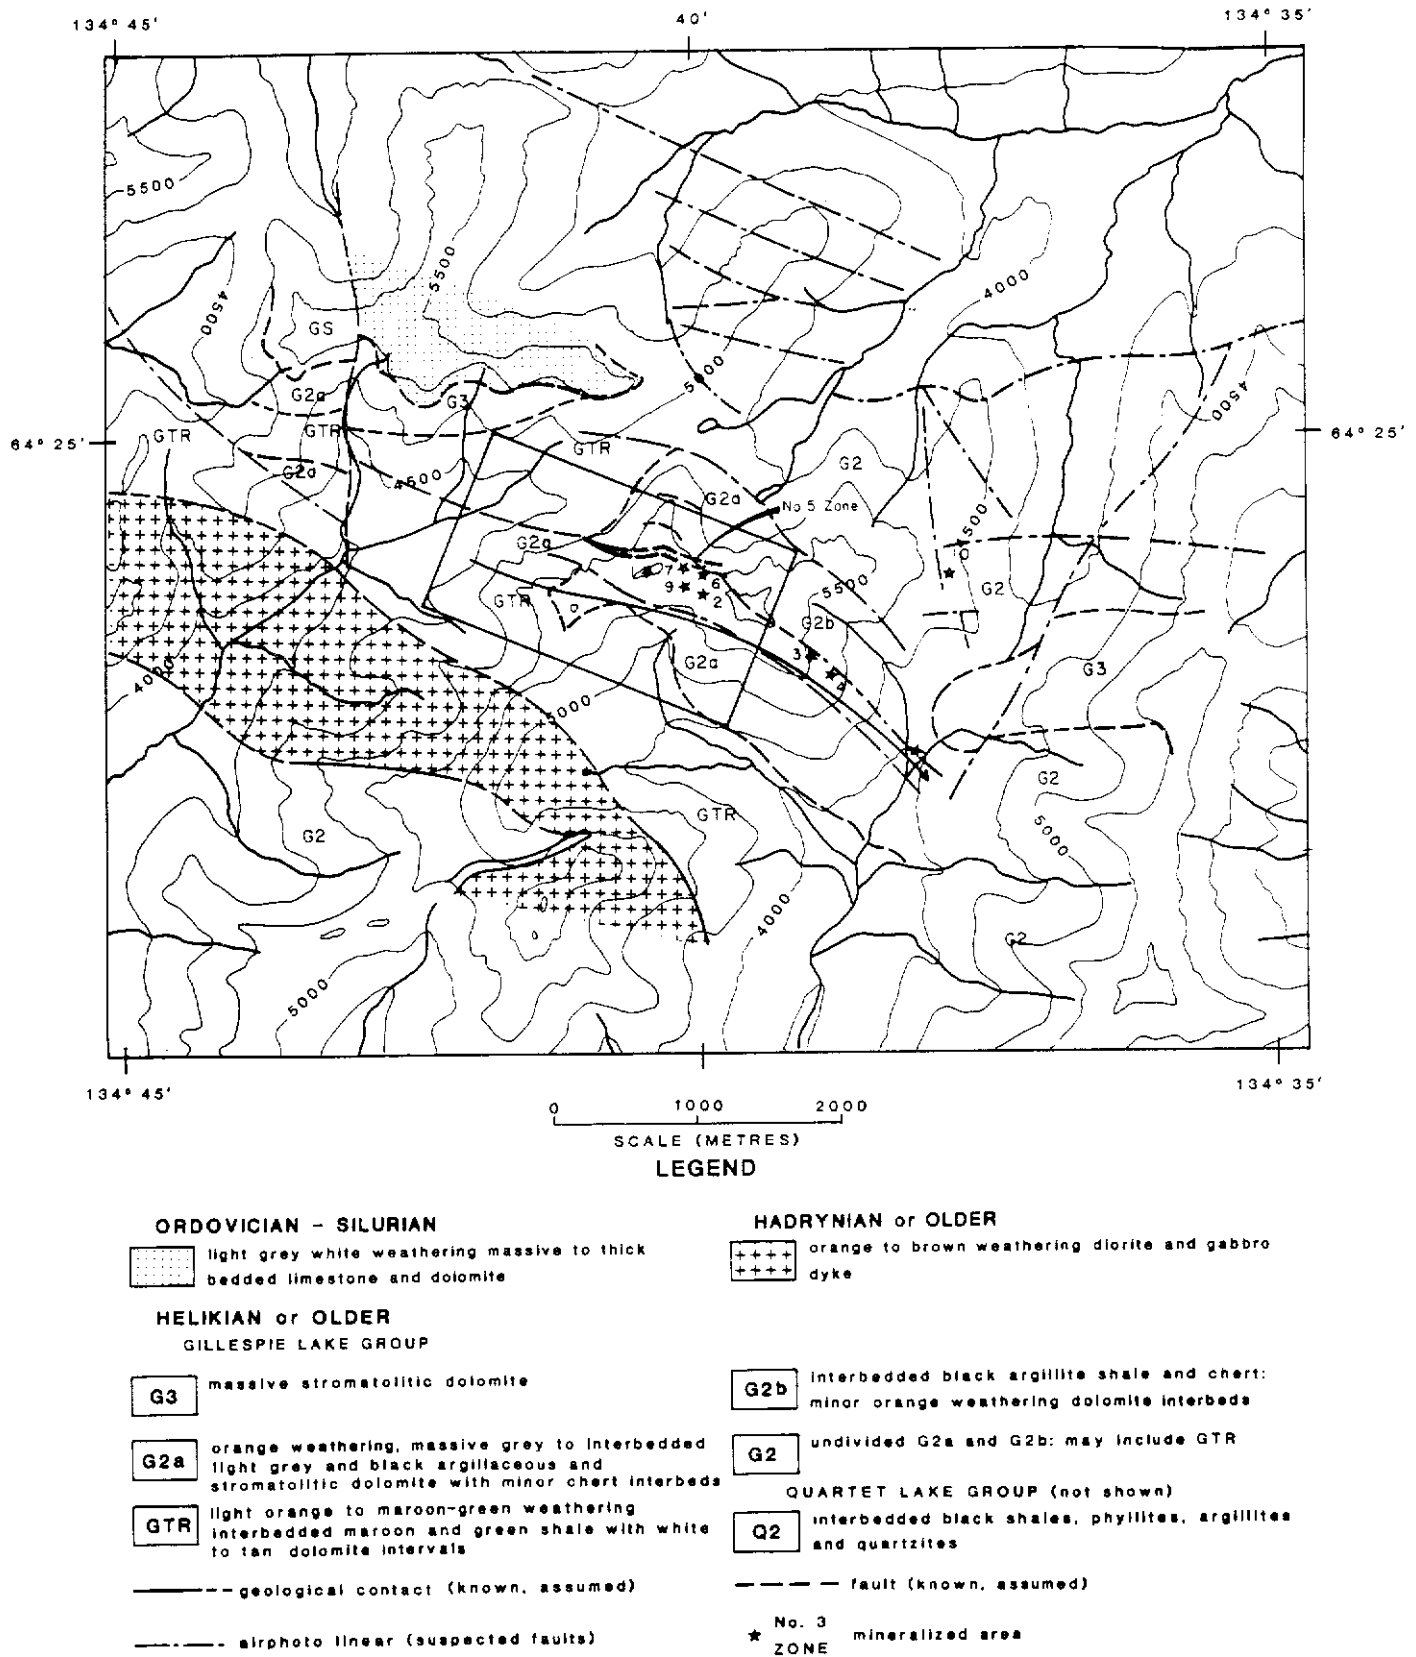 134° 45'
40'
134° 35'
5500
5500
4500
4000
GS
5000
G2a
G3
4500
64° 25'
GTR
GTR
GTR
G2
64° 25'
G2a
4500
G2a
No 5 Zone
4500
G2a
7
6
5500
G2
9
2
GTR
G2b
3
G2a
G3
4
4000
5000
G2
GTR
5000
G2
4000
G2
5000
134° 45'
134° 35'
0 1000 2000
SCALE (METRES)
LEGEND
ORDOVICIAN - SILURIAN
light grey white weathering massive to thick
bedded limestone and dolomite
HADRYNIAN or OLDER
orange to brown weathering diorite and gabbro
dyke
HELIKIAN or OLDER
GILLESPIE LAKE GROUP
G3 massive stromatolitic dolomite
G2a orange weathering, massive grey to interbedded
light grey and black argillaceous and
stromatolitic dolomite with minor chert interbeds
GTR light orange to maroon-green weathering
interbedded maroon and green shale with white
to tan dolomite intervals
G2b interbedded black argillite shale and chert:
minor orange weathering dolomite interbeds
G2 undivided G2a and G2b: may include GTR
QUARTET LAKE GROUP (not shown)
Q2 interbedded black shales, phyllites, argillites
and quartzites
geological contact (known, assumed)
fault (known, assumed)
airphoto linear (suspected faults)
No. 3
ZONE
mineralized area